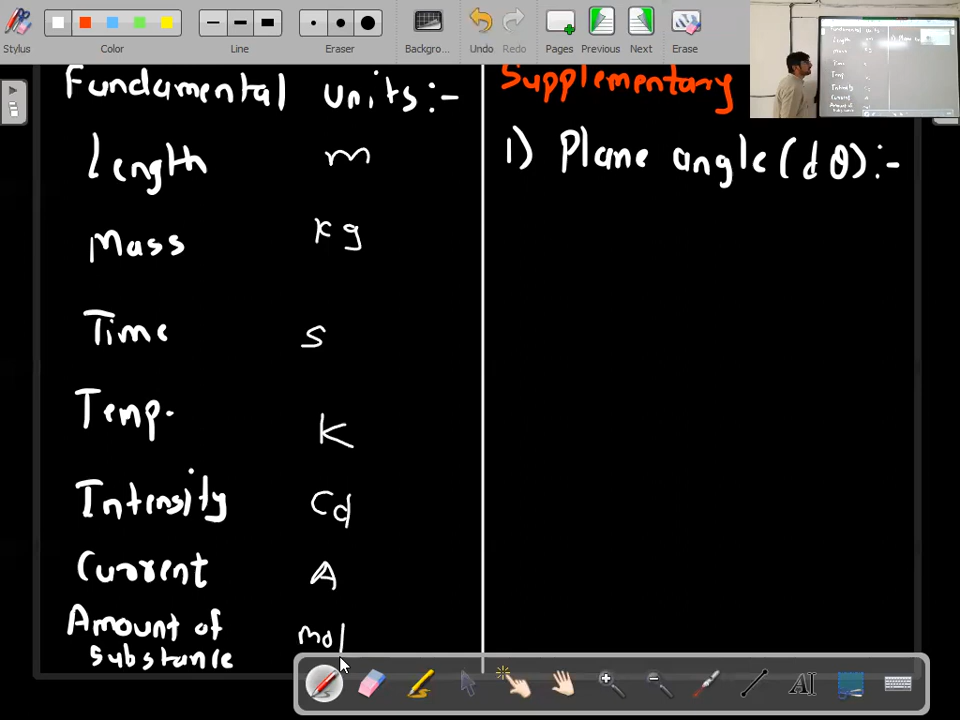 Stylus
Color
Line
Eraser
Backgro...
Undo
Redo
Pages
Previous
Next
Erase
Fundamental units:-
Length m
Mass kg
Time s
Temp. K
Intensity Cd
Current A
Amount of substance mol
Supplementary
1) Plane angle (dθ):-
AI